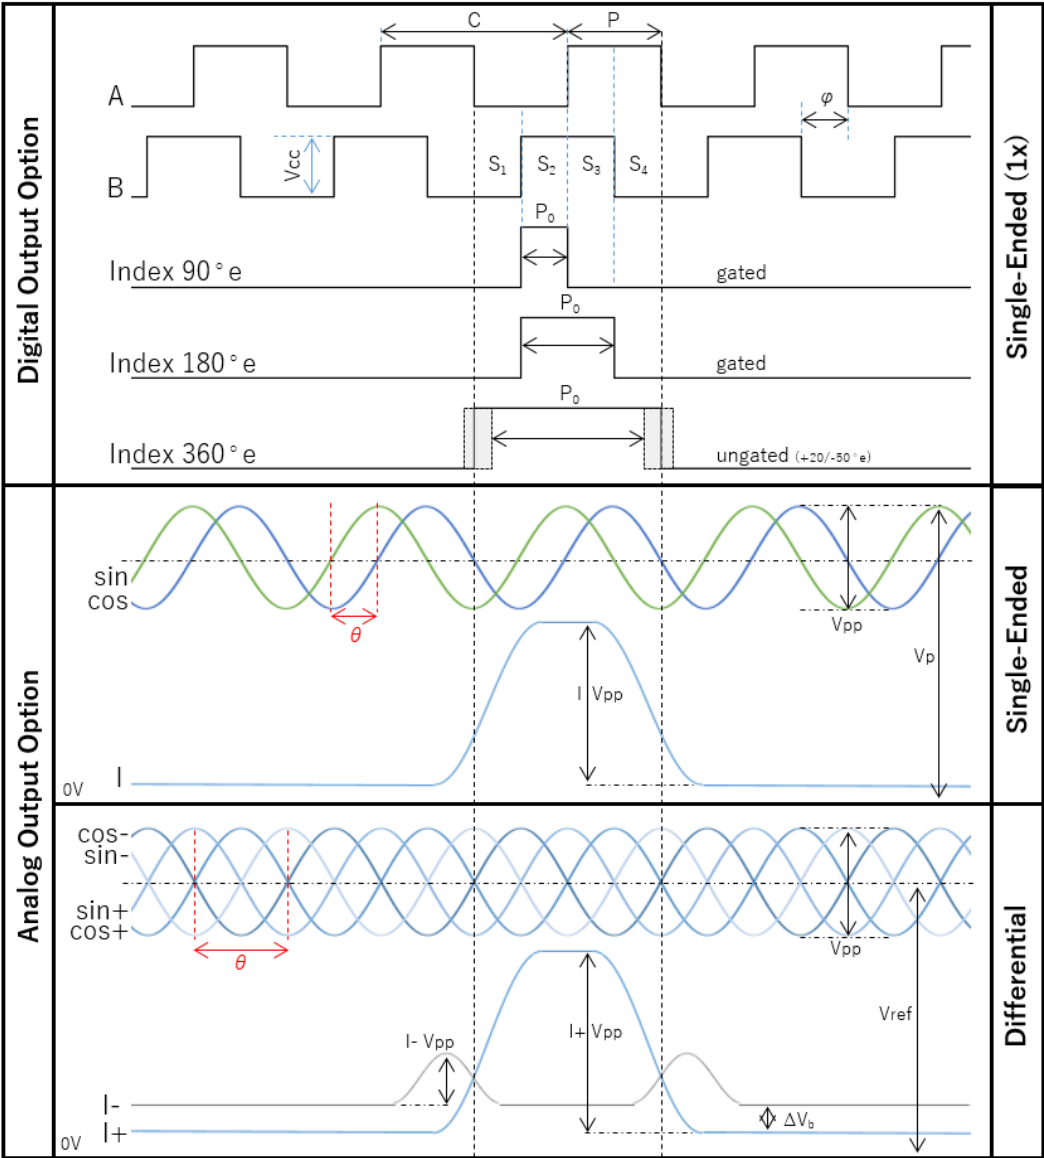 Digital Output Option
C
P
A
φ
Vcc
B
S₁
S₂
S₃
S₄
P₀
Index 90°e
gated
P₀
Index 180°e
gated
P₀
Index 360°e
ungated (+20/-50°e)
Single-Ended (1x)
Analog Output Option
sin
cos
θ
Vpp
Vp
I Vpp
0V
I
Single-Ended
cos-
sin-
sin+
cos+
θ
Vpp
Vref
I- Vpp
I+ Vpp
I-
ΔVb
0V
I+
Differential